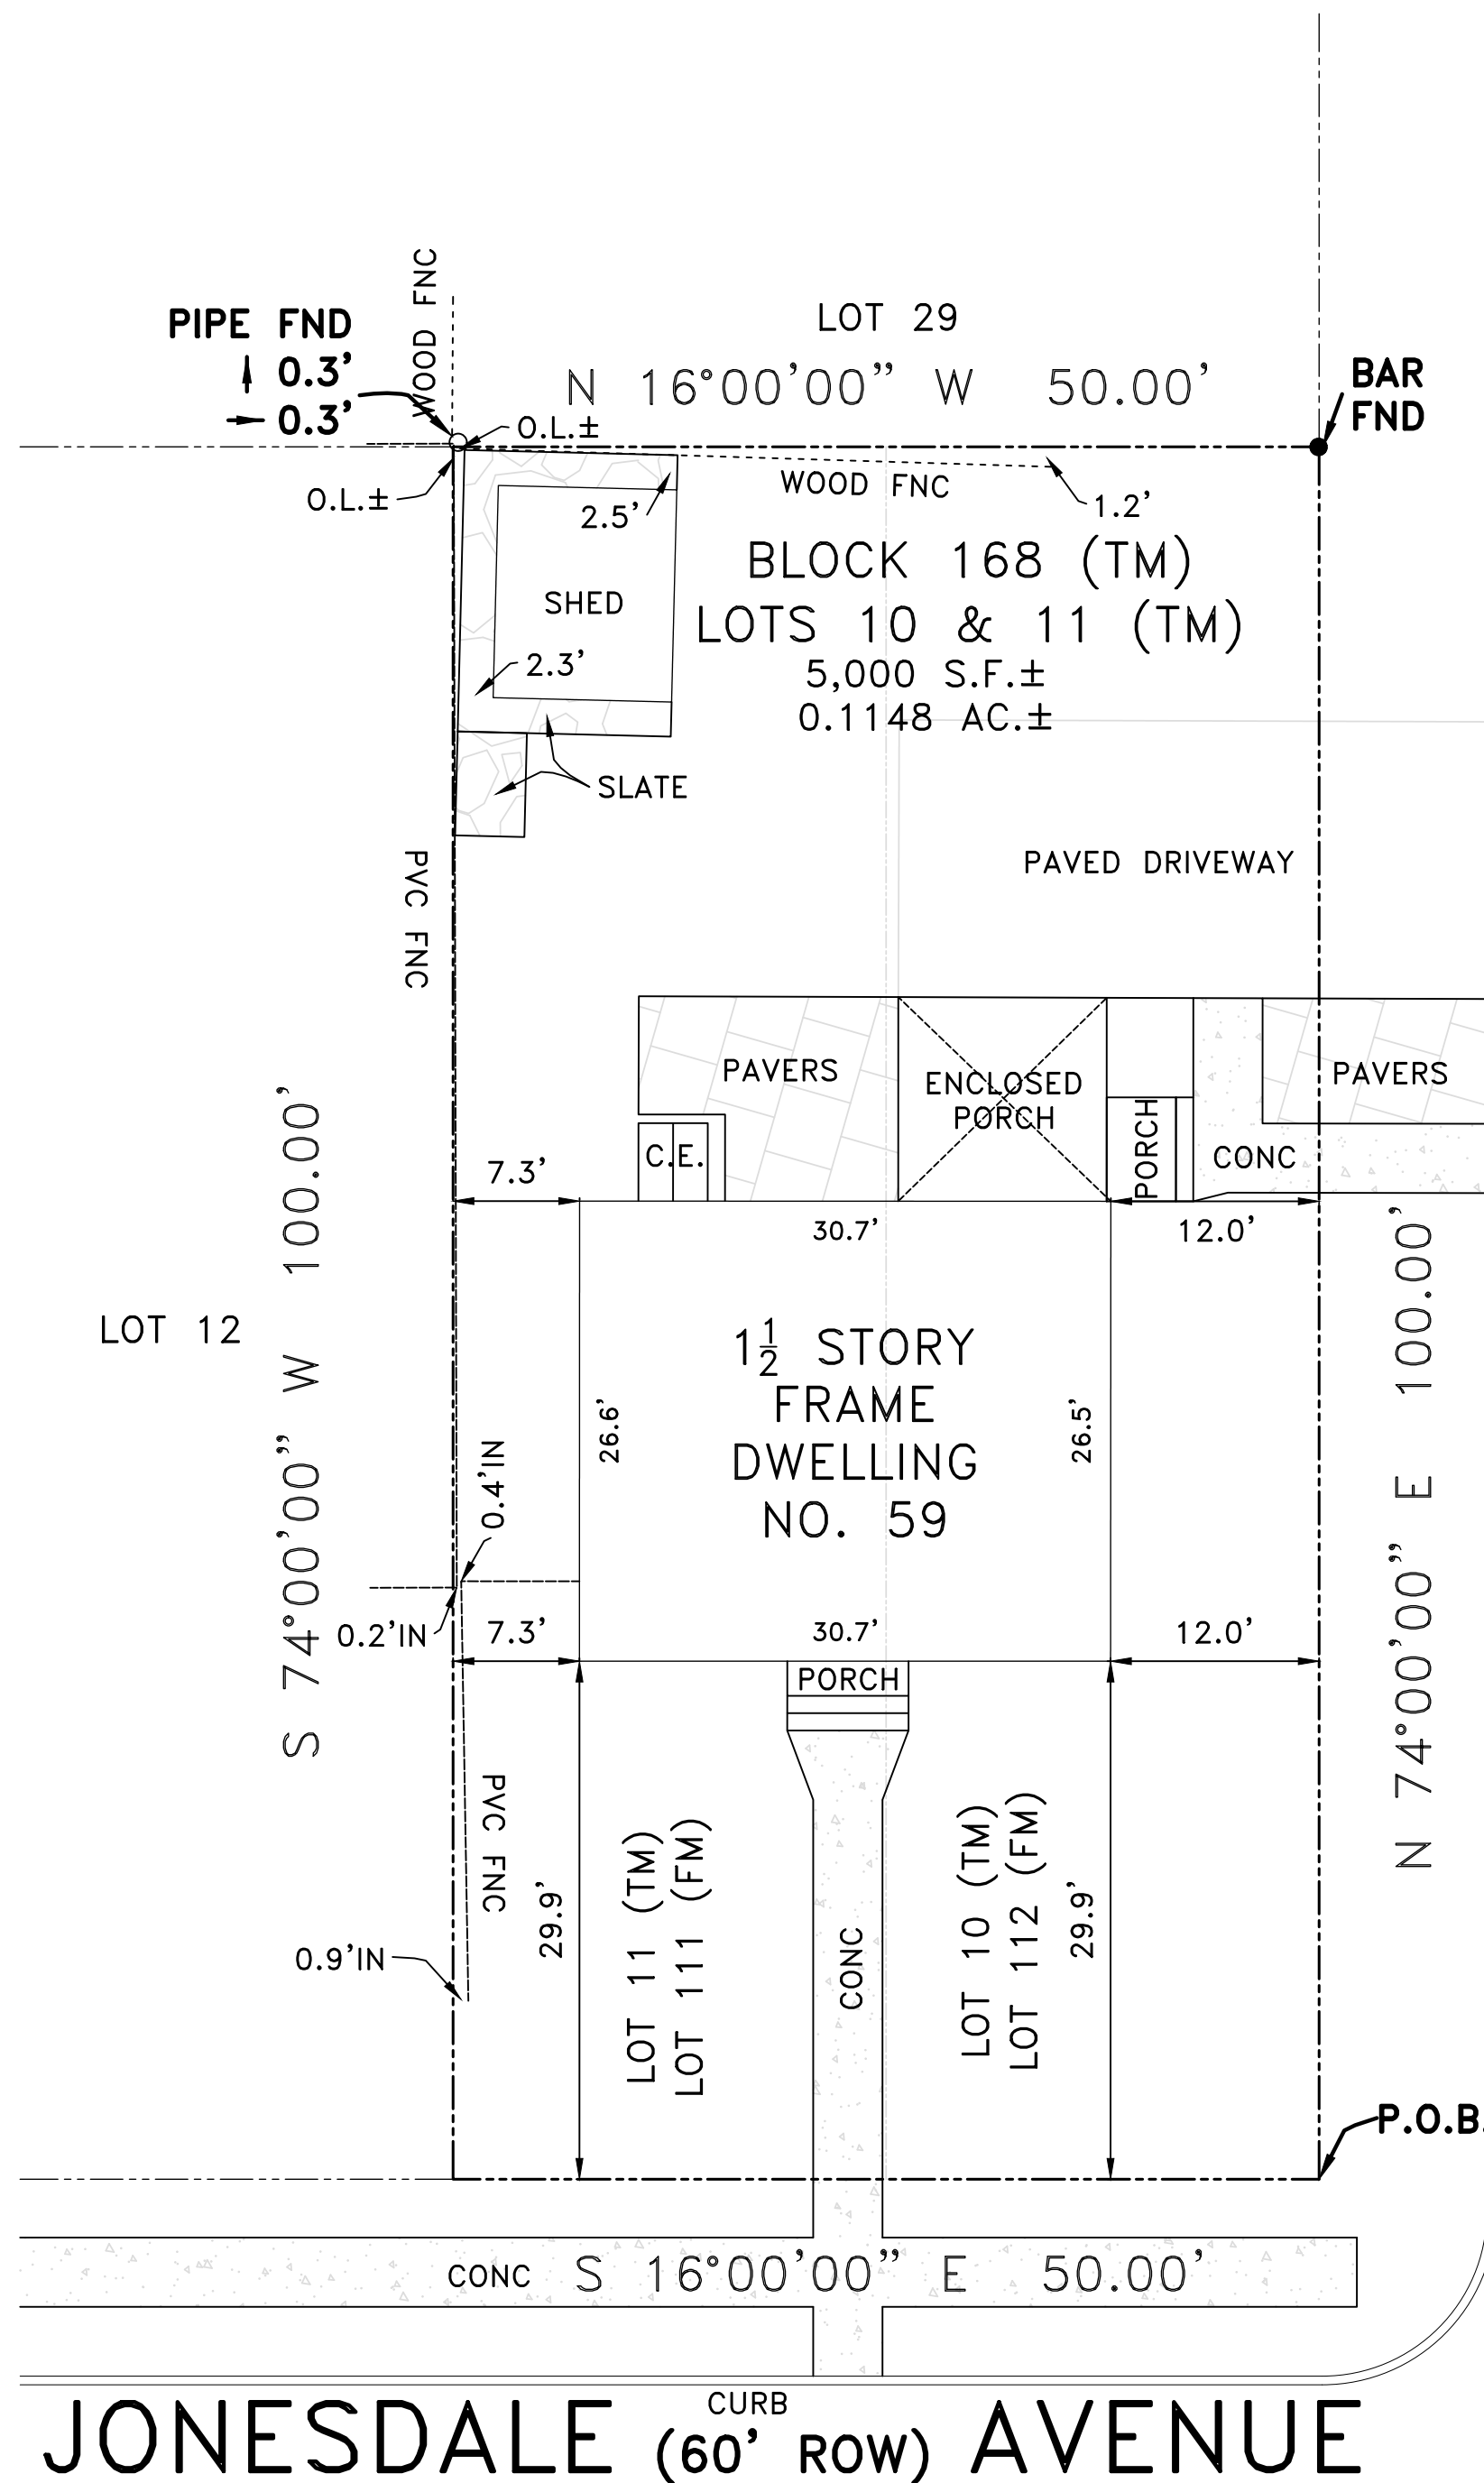 WOOD FNC
PIPE FND
0.3'
0.3'
LOT 29
N 16°00'00" W 50.00'
BAR
FND
O.L.±
O.L.±
WOOD FNC
1.2'
2.5'
SHED
2.3'
BLOCK 168 (TM)
LOTS 10 & 11 (TM)
5,000 S.F.±
0.1148 AC.±
SLATE
PVC FNC
PAVED DRIVEWAY
PAVERS
ENCLOSED
PORCH
PORCH
CONC
PAVERS
C.E.
7.3'
30.7'
12.0'
S 74°00'00" W 100.00'
LOT 12
1½ STORY
FRAME
DWELLING
NO. 59
26.6'
26.5'
N 74°00'00" E 100.00'
0.4'IN
0.2'IN
7.3'
30.7'
12.0'
PORCH
PVC FNC
0.9'IN
29.9'
LOT 11 (TM)
LOT 111 (FM)
CONC
LOT 10 (TM)
LOT 112 (FM)
29.9'
P.O.B.
CONC
S 16°00'00" E 50.00'
CURB
JONESDALE (60' ROW) AVENUE